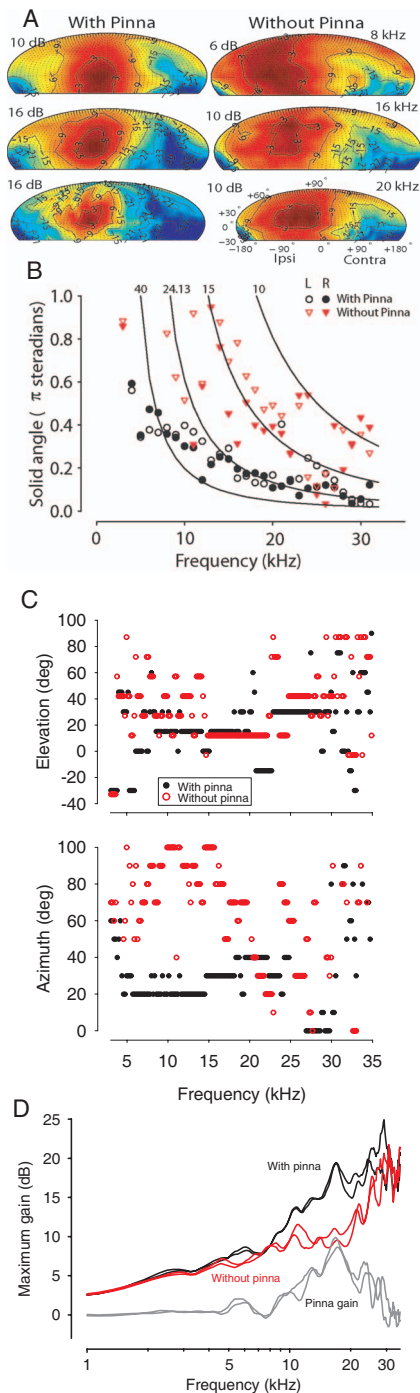 A
With Pinna
Without Pinna
10 dB
6 dB
8 kHz
16 dB
10 dB
16 kHz
16 dB
10 dB
20 kHz
+90°
+60°
+30°
0°
−30°
−180°
−90°
0°
+90°
+180°
Ipsi
Contra
B
40
24.13
15
10
L R
With Pinna
Without Pinna
1.0
0.8
0.6
0.4
0.2
0.0
Solid angle ( π steradians)
0
10
20
30
Frequency (kHz)
C
100
80
60
40
20
0
-20
-40
Elevation (deg)
With pinna
Without pinna
100
80
60
40
20
0
Azimuth (deg)
5 10 15 20 25 30 35
Frequency (kHz)
D
25
20
15
10
5
0
Maximum gain (dB)
With pinna
Without pinna
Pinna gain
1
5
10
20
30
Frequency (kHz)